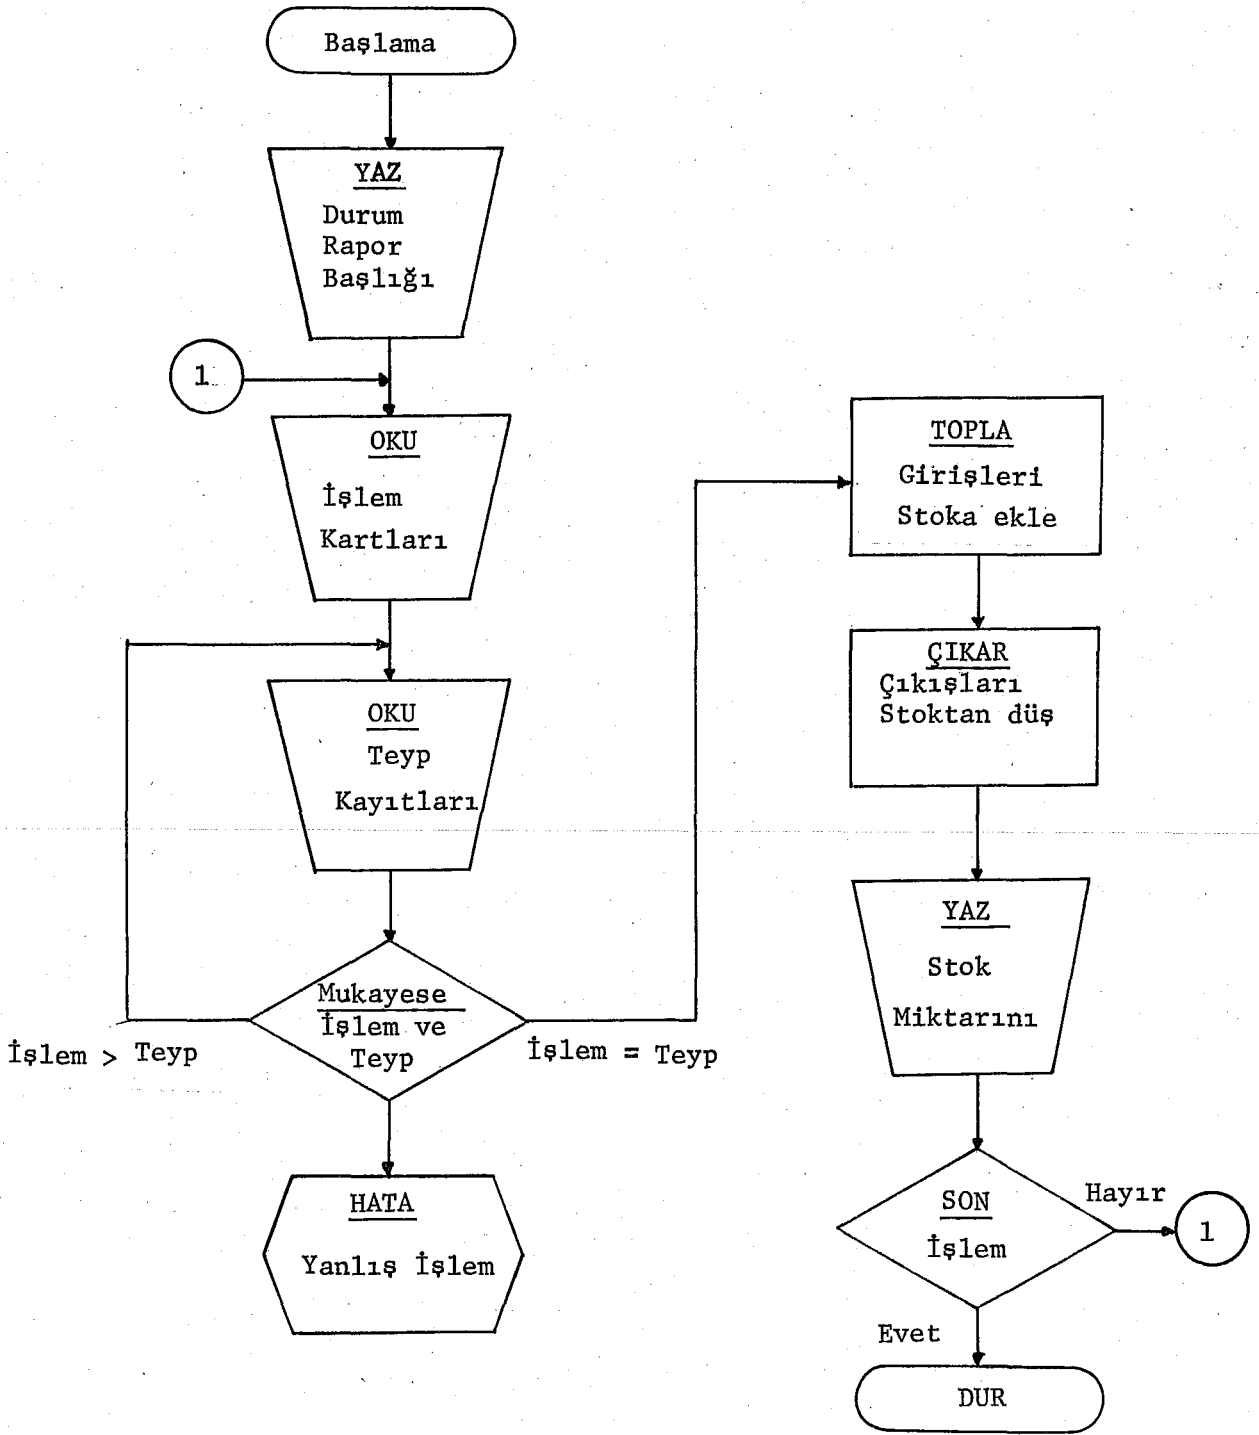 Başlama
YAZ
Durum
Rapor
Başlığı
1
OKU
İşlem
Kartları
OKU
Teyp
Kayıtları
Mukayese
İşlem ve
Teyp
İşlem > Teyp
İşlem = Teyp
HATA
Yanlış İşlem
TOPLA
Girişleri
Stoka ekle
ÇIKAR
Çıkışları
Stoktan düş
YAZ
Stok
Miktarını
SON
İşlem
Hayır
1
Evet
DUR